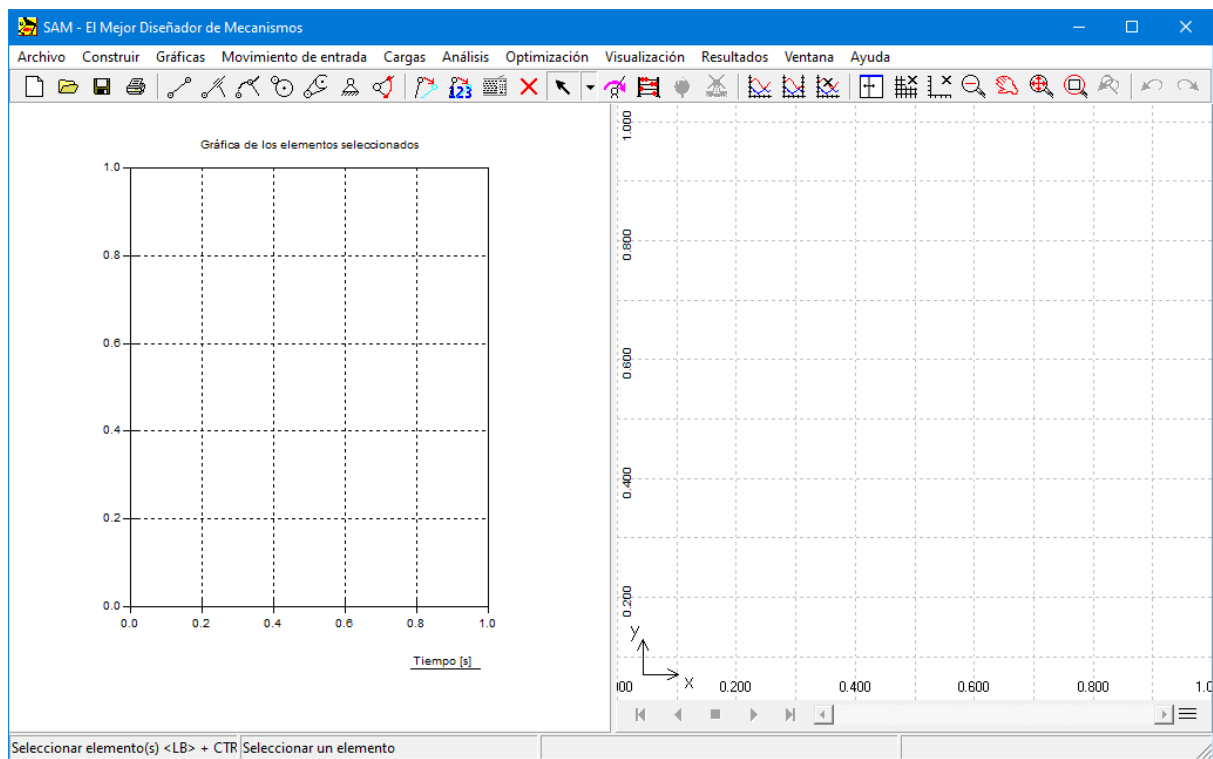 SAM - El Mejor Diseñador de Mecanismos
Archivo Construir Gráficas Movimiento de entrada Cargas Análisis Optimización Visualización Resultados Ventana Ayuda
123
Gráfica de los elementos seleccionados
1.0
0.8
0.6
0.4
0.2
0.0
0.0 0.2 0.4 0.6 0.8 1.0
Tiempo [s]
1.000
0.800
0.600
0.400
0.200
y
x
00 0.200 0.400 0.600 0.800 1.0
Seleccionar elemento(s) <LB> + CTR Seleccionar un elemento